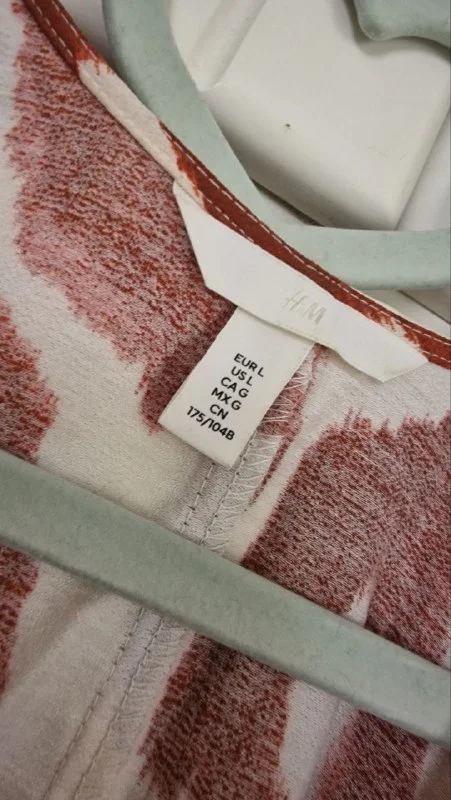 H&M
EUR L
US L
CA G
MX G
CN
175/104B